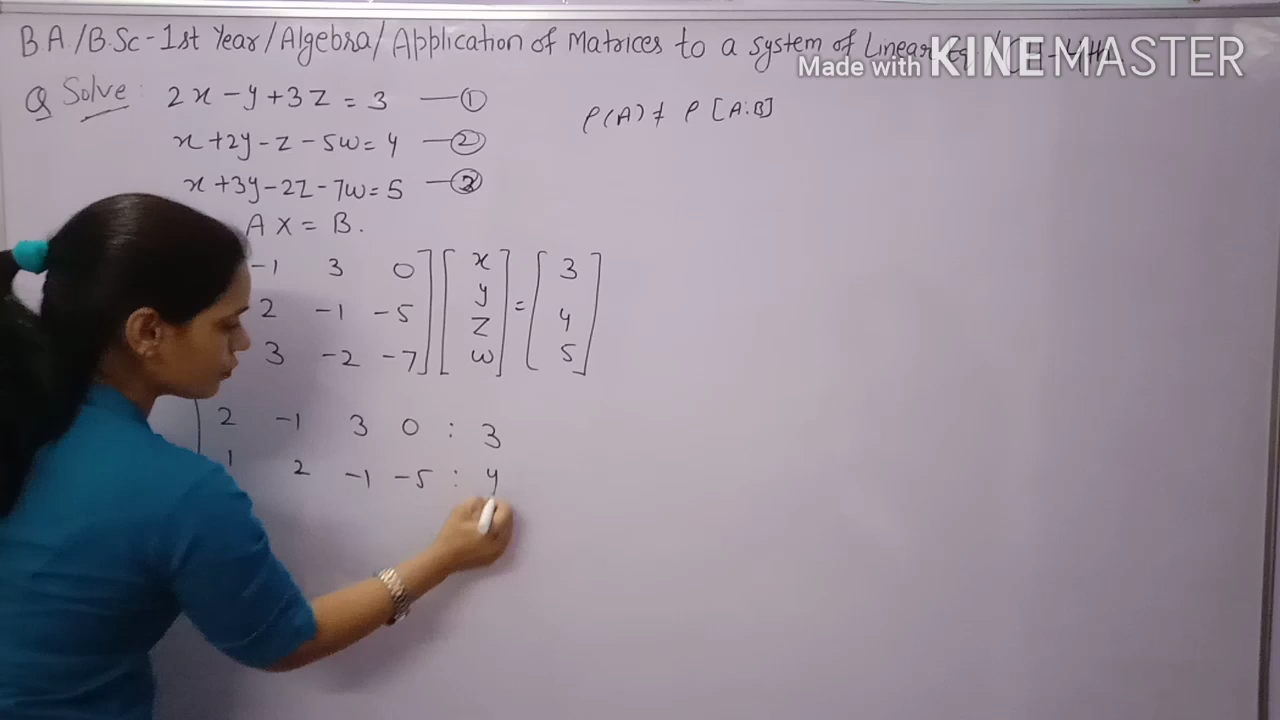 BA/B.Sc-1st Year/Algebra/Application of Matrices to a System of Linear
Made with KINEMASTER
Q Solve: 2x - y + 3z = 3 — ①
ρ(A) ≠ ρ[A:B]
x + 2y - z - 5w = 4 — ②
x + 3y - 2z - 7w = 5 — ③
AX = B.
-1 3 0 ] [ x ] = [ 3 ]
2 -1 -5 y 4
3 -2 -7 z 5
w
2 -1 3 0 : 3
1 2 -1 -5 : 4